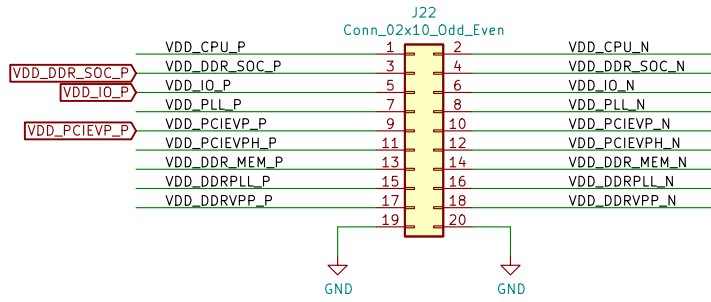 J22
Conn_02x10_Odd_Even
VDD_CPU_P 1 2 VDD_CPU_N
VDD_DDR_SOC_P VDD_DDR_SOC_P 3 4 VDD_DDR_SOC_N
VDD_IO_P VDD_IO_P 5 6 VDD_IO_N
VDD_PLL_P 7 8 VDD_PLL_N
VDD_PCIEVP_P VDD_PCIEVP_P 9 10 VDD_PCIEVP_N
VDD_PCIEVPH_P 11 12 VDD_PCIEVPH_N
VDD_DDR_MEM_P 13 14 VDD_DDR_MEM_N
VDD_DDRPLL_P 15 16 VDD_DDRPLL_N
VDD_DDRVPP_P 17 18 VDD_DDRVPP_N
19 20
GND GND